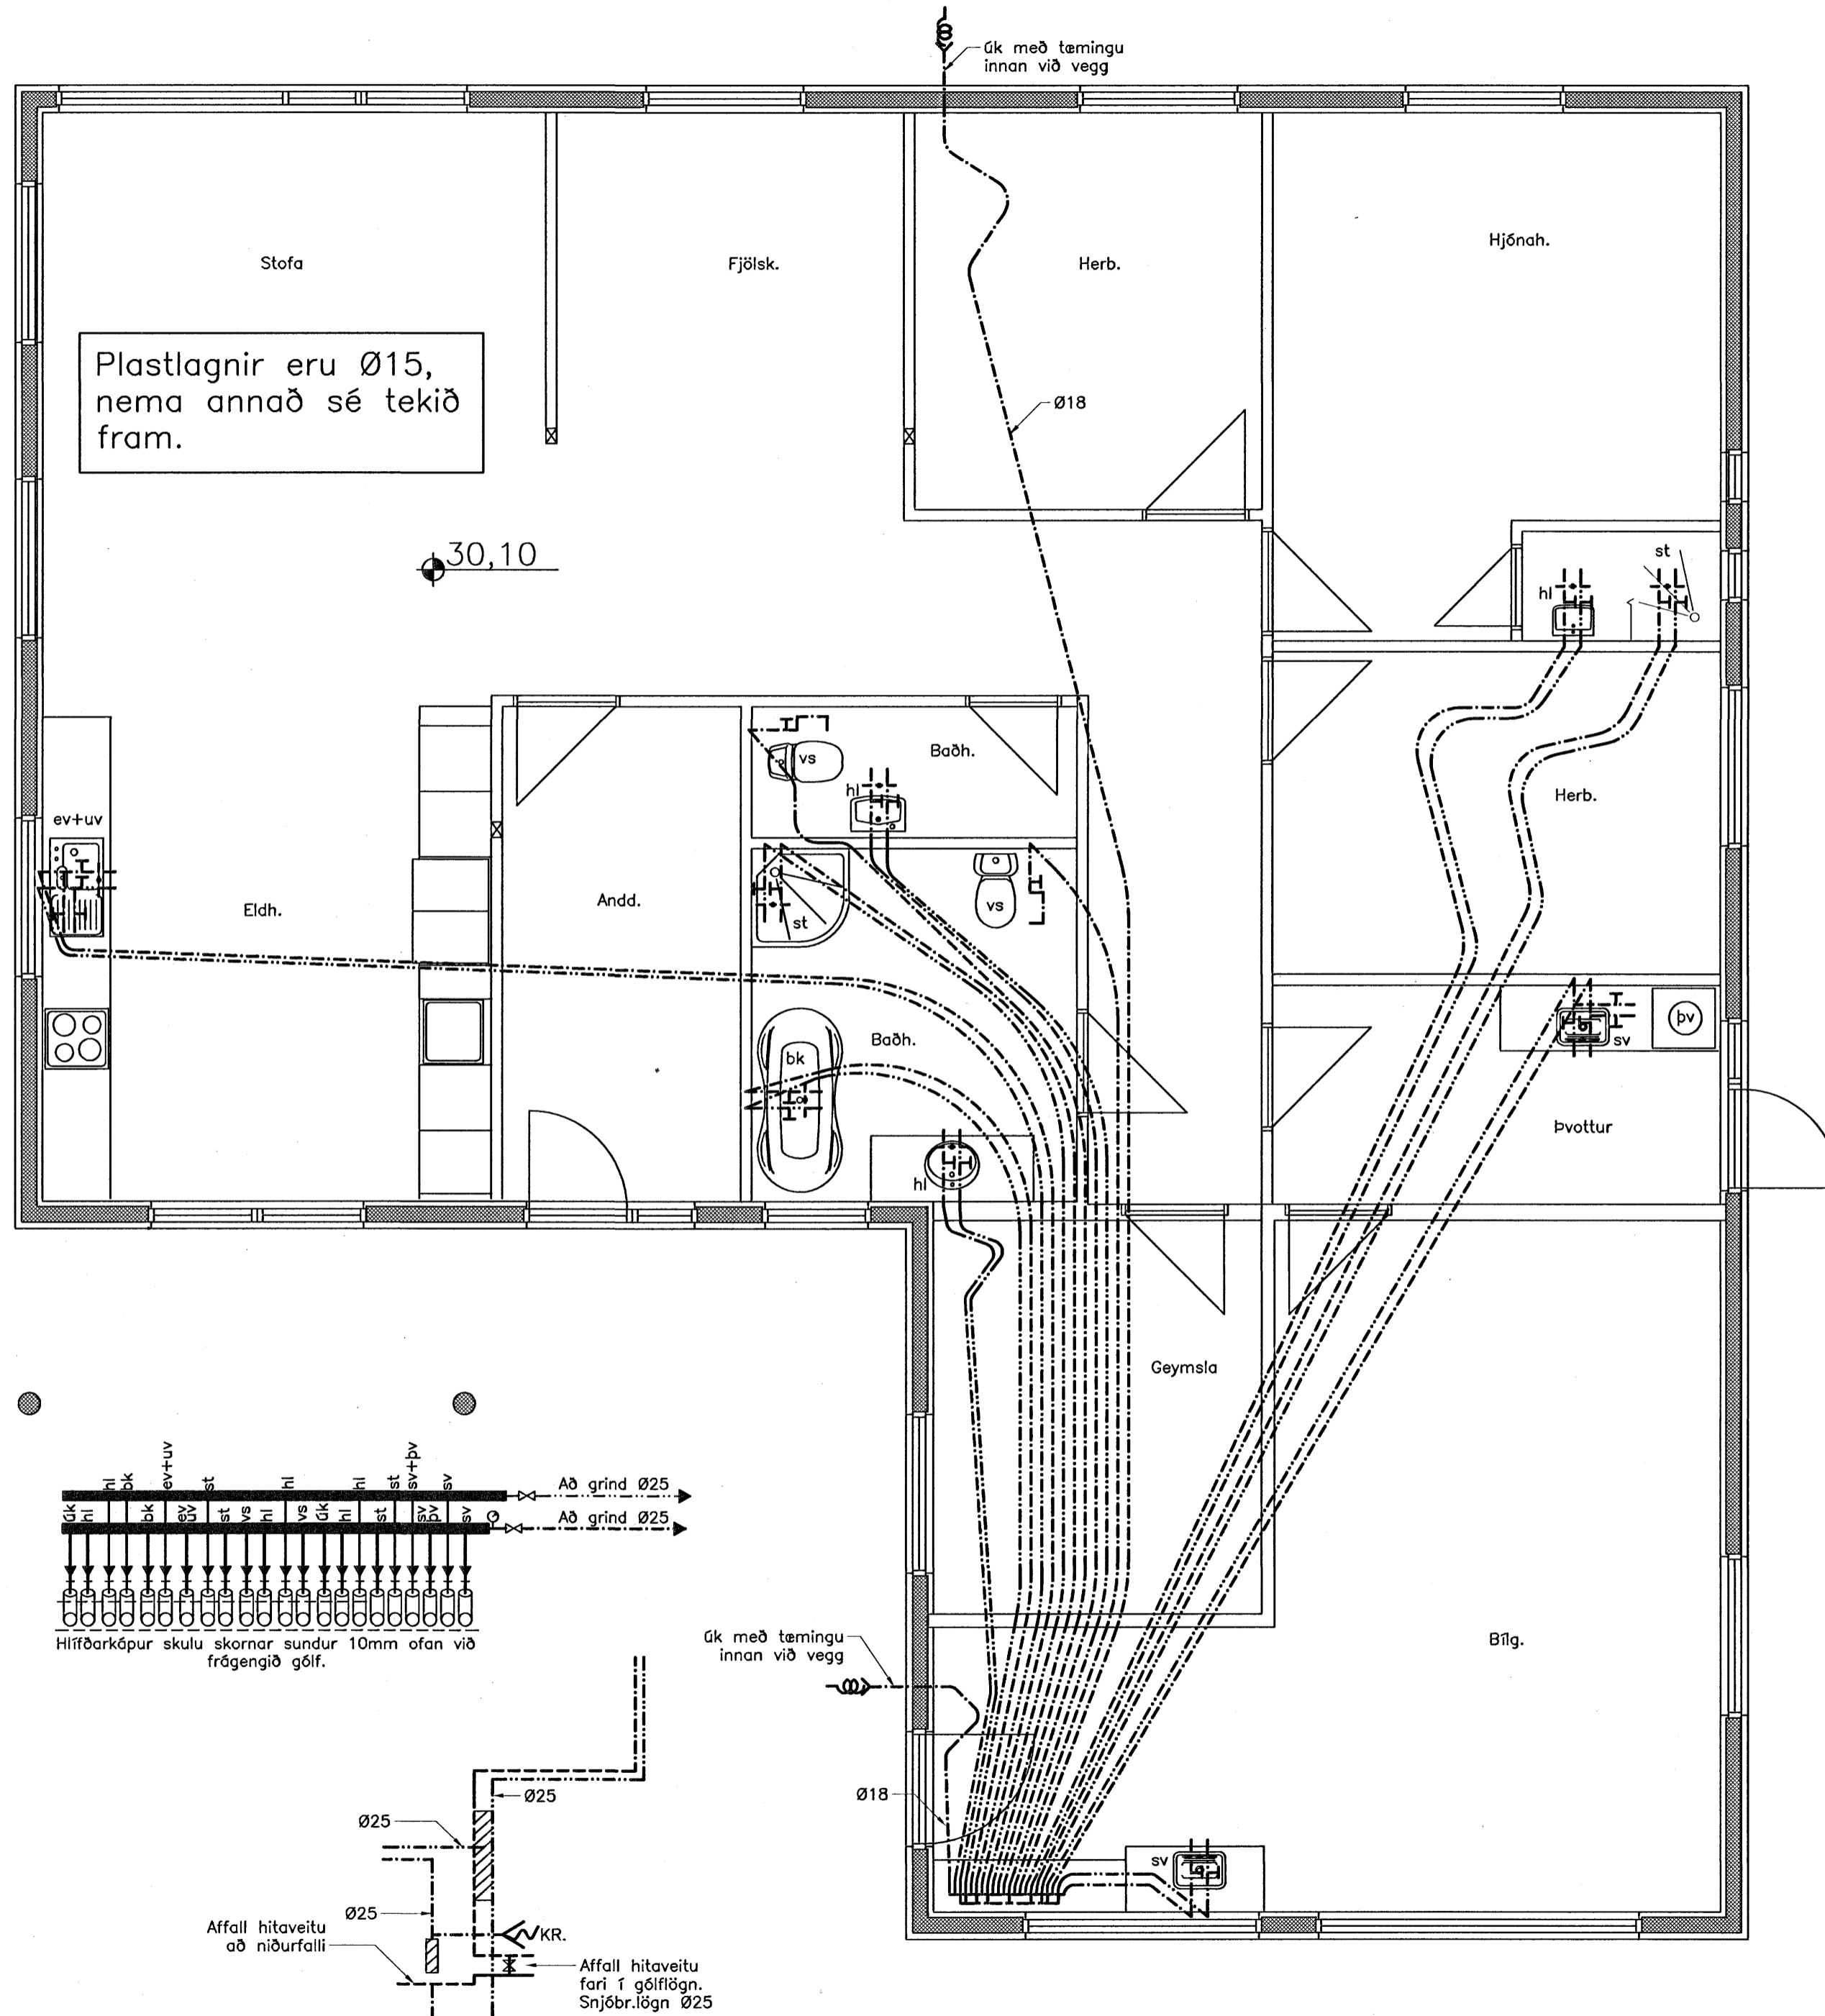 úk með tæmingu
innan við vegg
Stofa
Fjölsk.
Herb.
Hjónah.
Plastlagnir eru Ø15,
nema annað sé tekið
fram.
Ø18
30,10
st
hl
vs
Baðh.
hl
Herb.
ev+uv
Eldh.
Andd.
st
vs
Baðh.
bk
sv
þv
Þvottur
hl
Geymsla
hl
bk
ev+uv
st
hl
hl
st
sv+þv
sv
Að grind Ø25
úk
hl
bk
ev
uv
st
vs
hl
vs
úk
hl
st
sv
þv
sv
Að grind Ø25
Hlífðarkápur skulu skornar sundur 10mm ofan við
frágengið gólf.
úk með tæmingu
innan við vegg
Bílg.
Ø18
sv
Ø25
Ø25
Ø25
Affall hitaveitu
að niðurfalli
KR.
Affall hitaveitu
fari í gólflögn.
Snjóbr.lögn Ø25